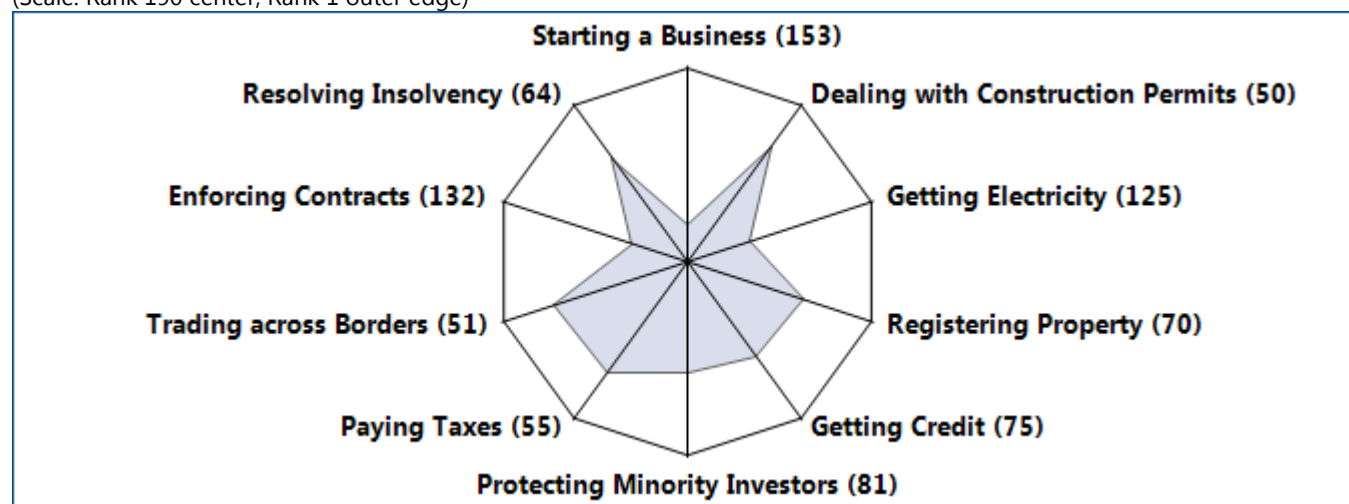 (Scale: Rank 190 center, Rank 1 outer edge)
Starting a Business (153)
Resolving Insolvency (64)
Dealing with Construction Permits (50)
Enforcing Contracts (132)
Getting Electricity (125)
Trading across Borders (51)
Registering Property (70)
Paying Taxes (55)
Getting Credit (75)
Protecting Minority Investors (81)